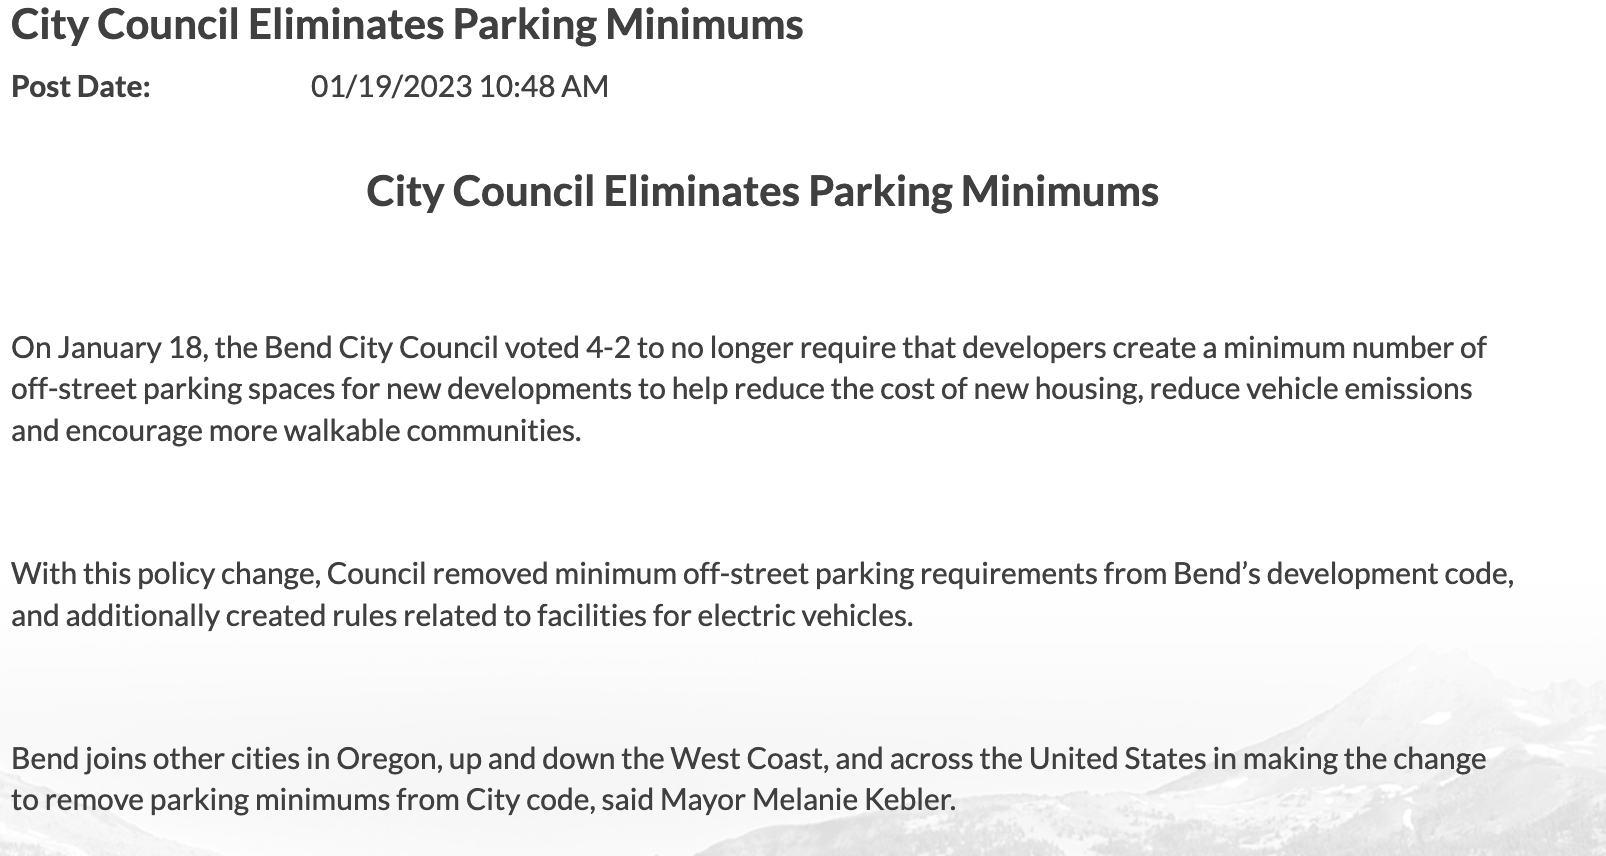 City Council Eliminates Parking Minimums
Post Date: 01/19/2023 10:48 AM
City Council Eliminates Parking Minimums
On January 18, the Bend City Council voted 4-2 to no longer require that developers create a minimum number of
off-street parking spaces for new developments to help reduce the cost of new housing, reduce vehicle emissions
and encourage more walkable communities.
With this policy change, Council removed minimum off-street parking requirements from Bend’s development code,
and additionally created rules related to facilities for electric vehicles.
Bend joins other cities in Oregon, up and down the West Coast, and across the United States in making the change
to remove parking minimums from City code, said Mayor Melanie Kebler.